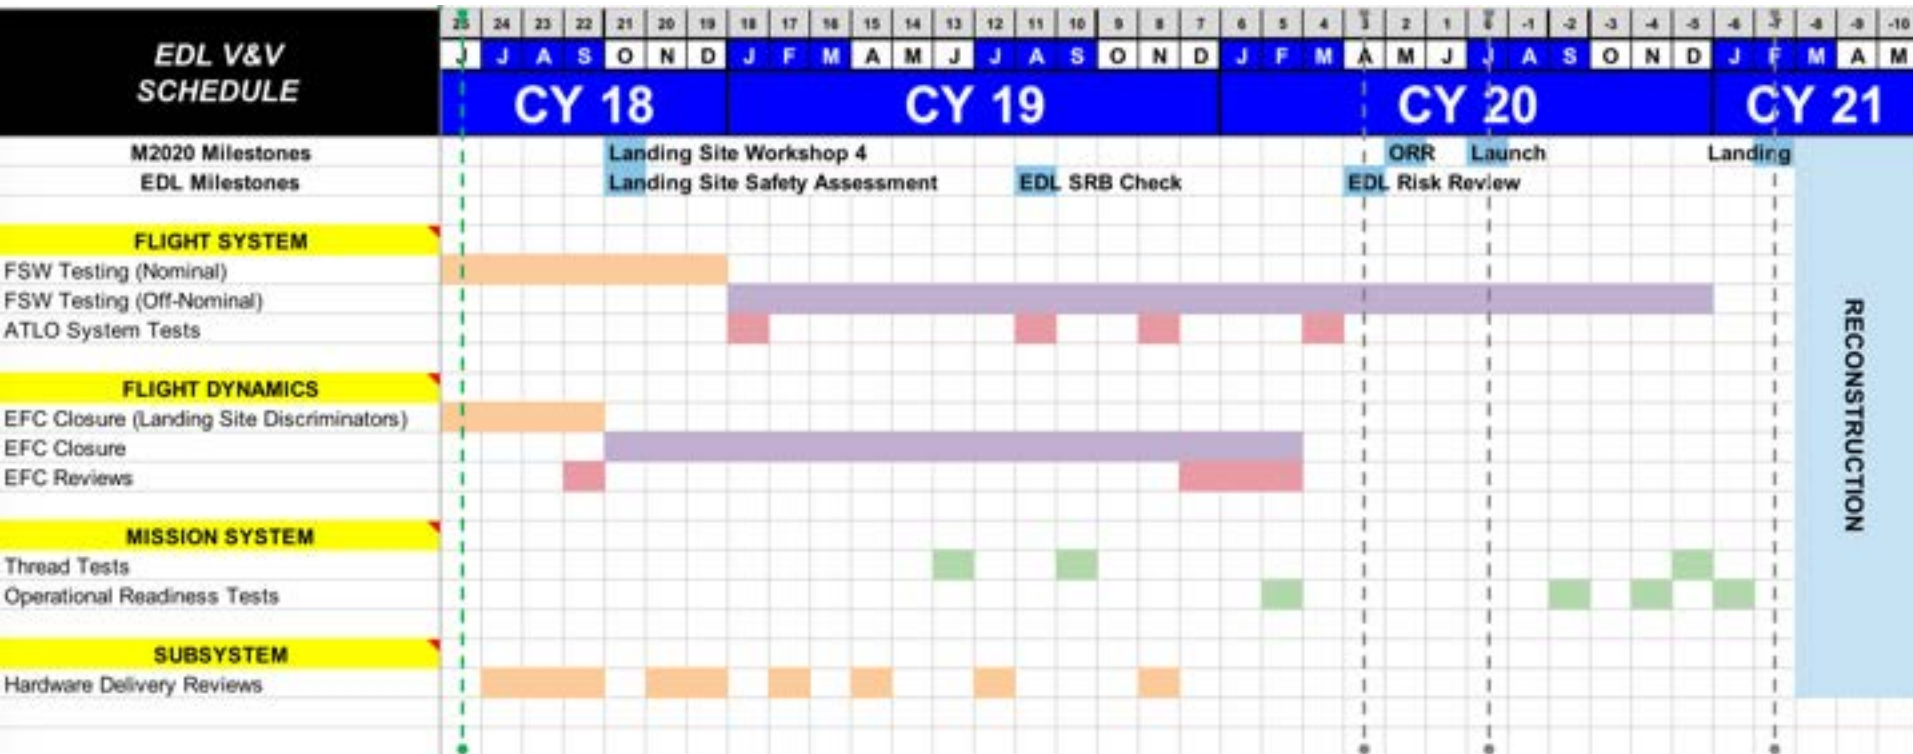 25 24 23 22 21 20 19 18 17 16 15 14 13 12 11 10 9 8 7 6 5 4 3 2 1 -1 -2 -3 -4 -5 -6 -7 -8 -9 -10
EDL V&V
SCHEDULE
J J A S O N D J F M A M J J A S O N D J F M A M J J A S O N D J F M A M
CY 18 CY 19 CY 20 CY 21
M2020 Milestones Landing Site Workshop 4 ORR Launch Landing
EDL Milestones Landing Site Safety Assessment EDL SRB Check EDL Risk Review
FLIGHT SYSTEM
FSW Testing (Nominal)
FSW Testing (Off-Nominal)
ATLO System Tests
FLIGHT DYNAMICS
EFC Closure (Landing Site Discriminators)
EFC Closure
EFC Reviews
MISSION SYSTEM
Thread Tests
Operational Readiness Tests
SUBSYSTEM
Hardware Delivery Reviews
RECONSTRUCTION